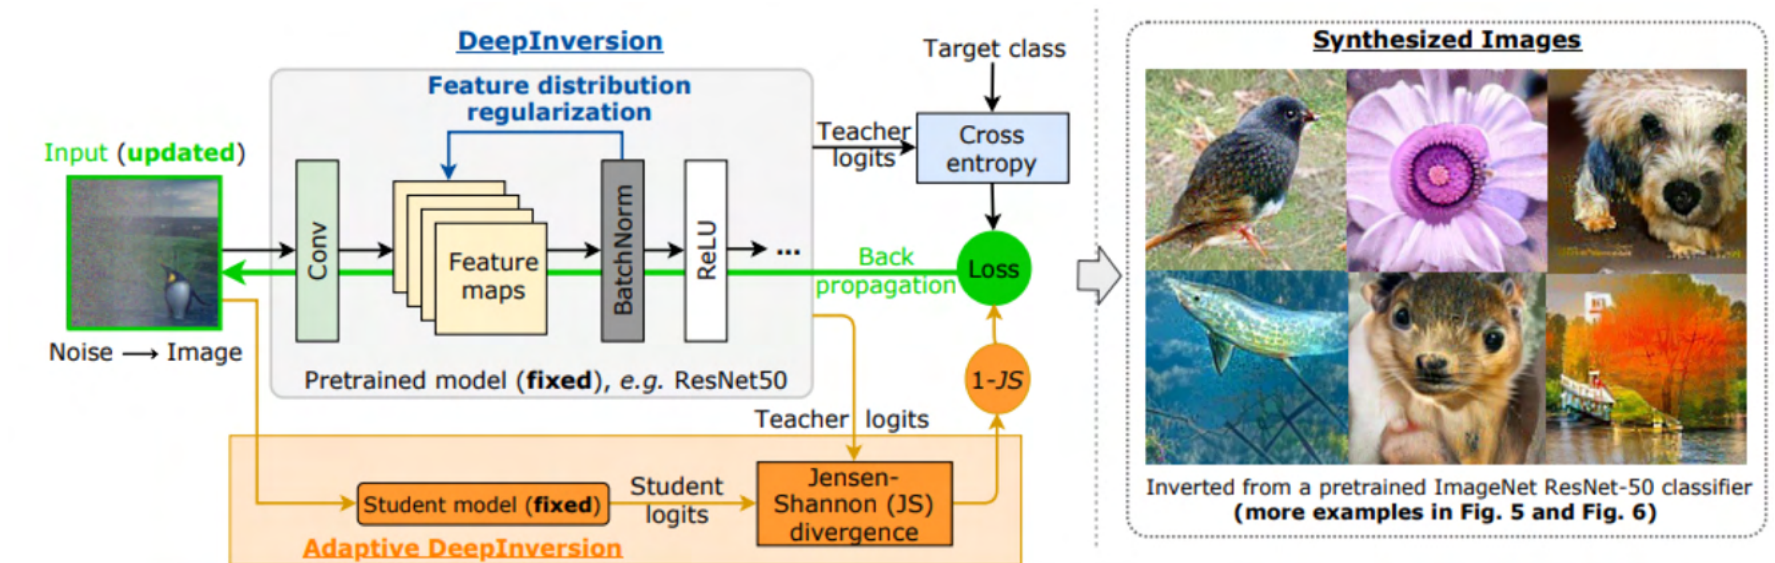 DeepInversion
Feature distribution
regularization
Input (updated)
Noise → Image
Conv
Feature
maps
BatchNorm
ReLU
...
Pretrained model (fixed), e.g. ResNet50
Target class
Teacher
logits
Cross
entropy
Loss
Back
propagation
1-JS
Teacher logits
Student model (fixed)
Student
logits
Jensen-
Shannon (JS)
divergence
Adaptive DeepInversion
Synthesized Images
Inverted from a pretrained ImageNet ResNet-50 classifier
(more examples in Fig. 5 and Fig. 6)